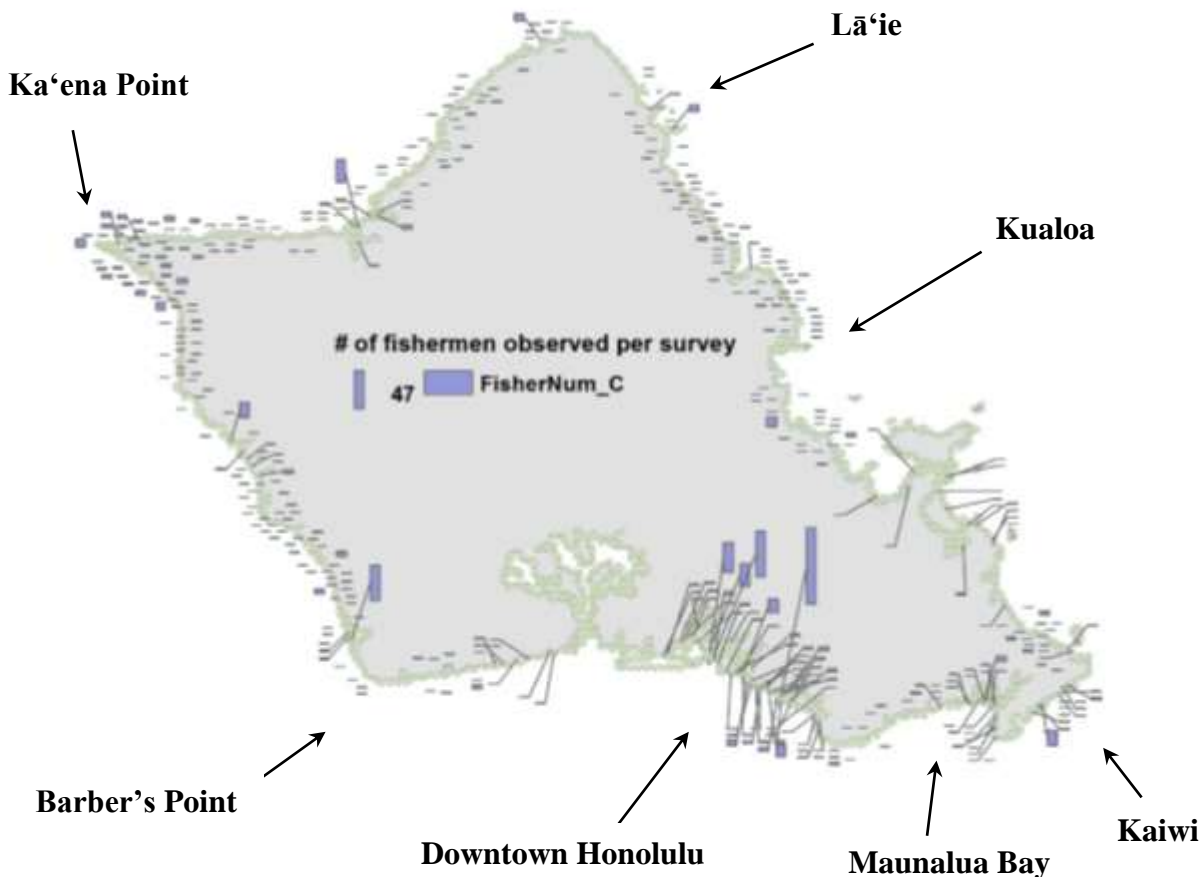 Lā‘ie
Ka‘ena Point
Kualoa
# of fishermen observed per survey
47 FisherNum_C
Barber’s Point
Downtown Honolulu
Maunalua Bay
Kaiwi